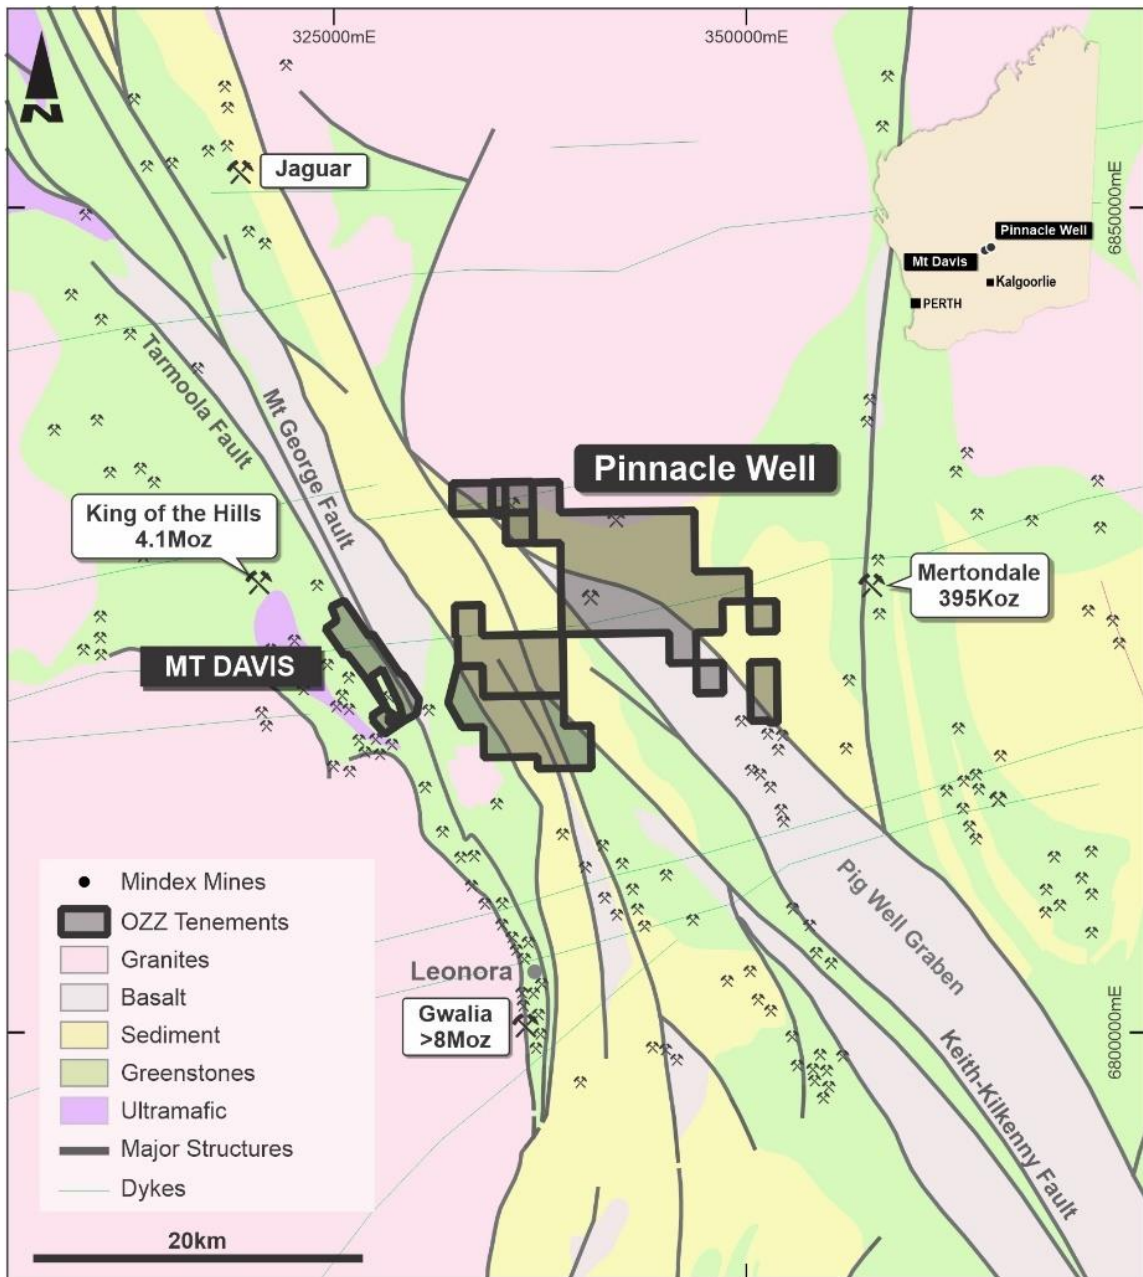 325000mE
350000mE
N
Jaguar
6850000mE
Pinnacle Well
Mt Davis
Kalgoorlie
PERTH
Tarmoola Fault
Mt George Fault
Pinnacle Well
King of the Hills
4.1Moz
Mertondale
395Koz
MT DAVIS
Pig Well Graben
Keith-Kilkenny Fault
Leonora
Gwalia
>8Moz
6800000mE
Mindex Mines
OZZ Tenements
Granites
Basalt
Sediment
Greenstones
Ultramafic
Major Structures
Dykes
20km